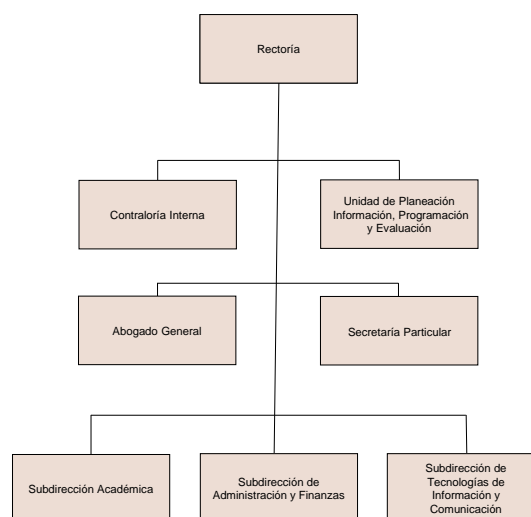 Rectoría
Contraloría Interna
Unidad de Planeación
Información, Programación
y Evaluación
Abogado General
Secretaría Particular
Subdirección Académica
Subdirección de
Administración y Finanzas
Subdirección de
Tecnologías de
Información y
Comunicación